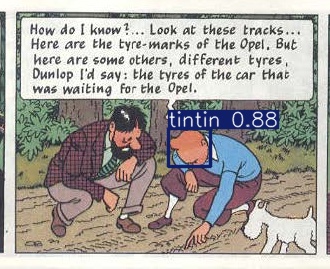 How do I know?... Look at these tracks...
Here are the tyre-marks of the Opel. But
here are some others, different tyres,
Dunlop I'd say: the tyres of the car that
was waiting for the Opel.
tintin 0.88